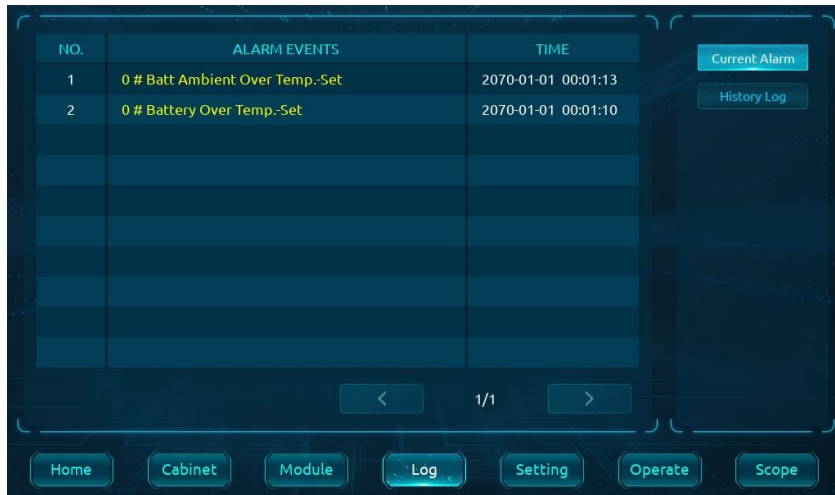 NO. ALARM EVENTS TIME
1 0 # Batt Ambient Over Temp.-Set 2070-01-01 00:01:13
2 0 # Battery Over Temp.-Set 2070-01-01 00:01:10
Current Alarm
History Log
< 1/1 >
Home Cabinet Module Log Setting Operate Scope